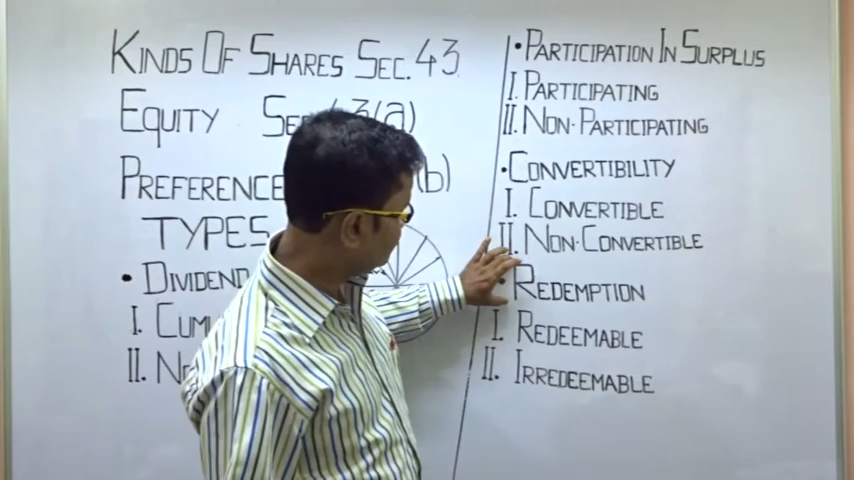 KINDS OF SHARES SEC. 43
EQUITY 3(a)
PREFERENCE (b)
TYPES
• DIVIDEND
I.
II.
• PARTICIPATION IN SURPLUS
I. PARTICIPATING
II. NON-PARTICIPATING
• CONVERTIBILITY
I. CONVERTIBLE
II. NON-CONVERTIBLE
• REDEMPTION
I. REDEEMABLE
II. IRREDEEMABLE